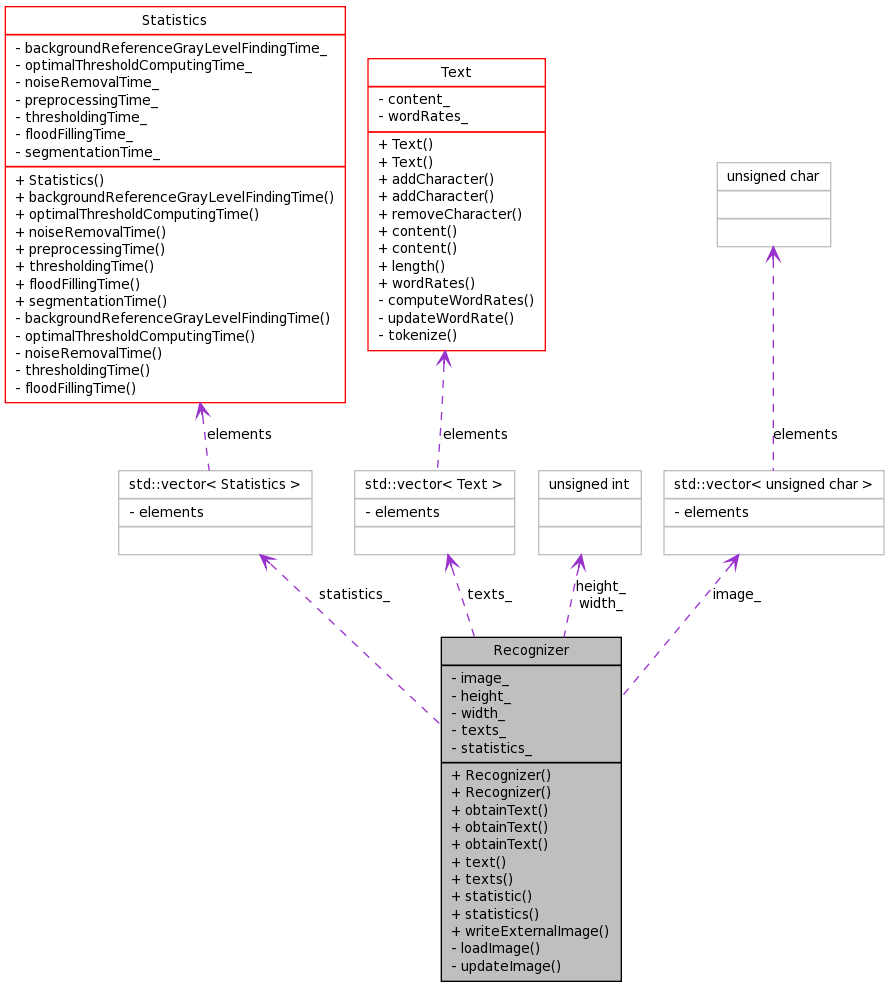 Statistics
- backgroundReferenceGrayLevelFindingTime_
- optimalThresholdComputingTime_
- noiseRemovalTime_
- preprocessingTime_
- thresholdingTime_
- floodFillingTime_
- segmentationTime_
+ Statistics()
+ backgroundReferenceGrayLevelFindingTime()
+ optimalThresholdComputingTime()
+ noiseRemovalTime()
+ preprocessingTime()
+ thresholdingTime()
+ floodFillingTime()
+ segmentationTime()
- backgroundReferenceGrayLevelFindingTime()
- optimalThresholdComputingTime()
- noiseRemovalTime()
- thresholdingTime()
- floodFillingTime()
Text
- content_
- wordRates_
+ Text()
+ Text()
+ addCharacter()
+ addCharacter()
+ removeCharacter()
+ content()
+ content()
+ length()
+ wordRates()
- computeWordRates()
- updateWordRate()
- tokenize()
unsigned char
elements
elements
elements
std::vector< Statistics >
- elements
std::vector< Text >
- elements
unsigned int
std::vector< unsigned char >
- elements
statistics_
texts_
height_
width_
image_
Recognizer
- image_
- height_
- width_
- texts_
- statistics_
+ Recognizer()
+ Recognizer()
+ obtainText()
+ obtainText()
+ obtainText()
+ text()
+ texts()
+ statistic()
+ statistics()
+ writeExternalImage()
- loadImage()
- updateImage()